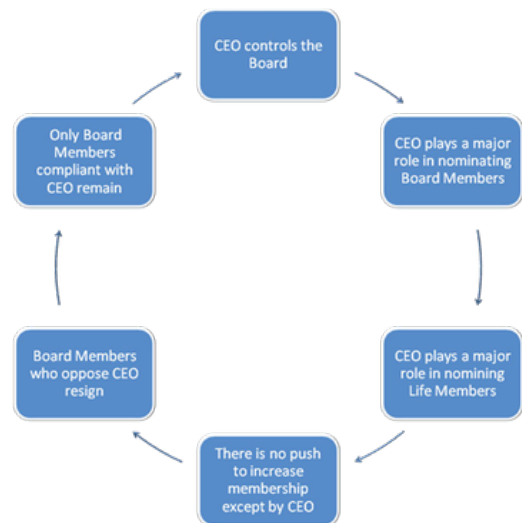 CEO controls the
Board
CEO plays a major
role in nominating
Board Members
CEO plays a major
role in nomining
Life Members
There is no push
to increase
membership
except by CEO
Board Members
who oppose CEO
resign
Only Board
Members
compliant with
CEO remain